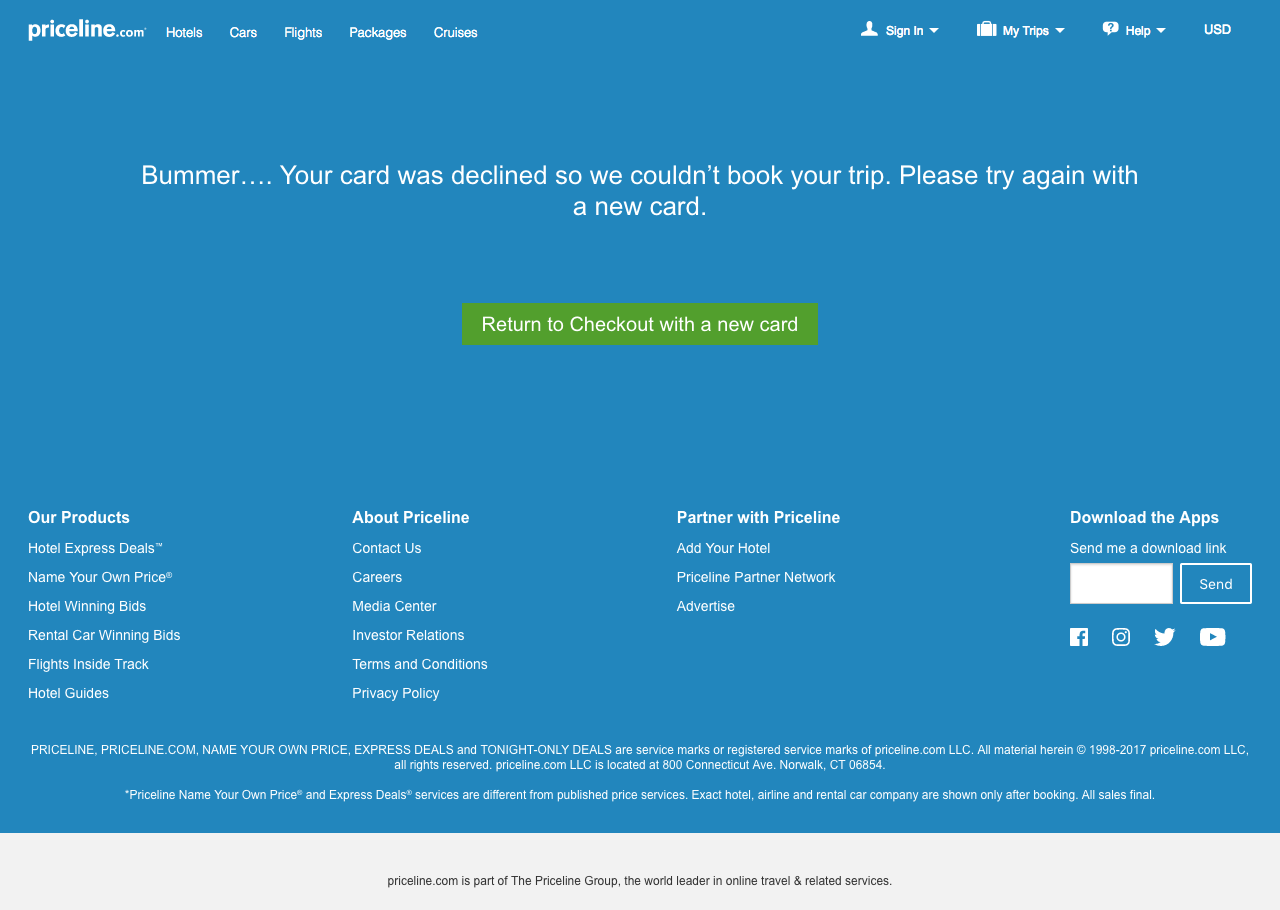 priceline.com
Hotels
Cars
Flights
Packages
Cruises
Sign In
My Trips
Help
USD
Bummer…. Your card was declined so we couldn’t book your trip. Please try again with
a new card.
Return to Checkout with a new card
Our Products
Hotel Express Deals™
Name Your Own Price®
Hotel Winning Bids
Rental Car Winning Bids
Flights Inside Track
Hotel Guides
About Priceline
Contact Us
Careers
Media Center
Investor Relations
Terms and Conditions
Privacy Policy
Partner with Priceline
Add Your Hotel
Priceline Partner Network
Advertise
Download the Apps
Send me a download link
Send
PRICELINE, PRICELINE.COM, NAME YOUR OWN PRICE, EXPRESS DEALS and TONIGHT-ONLY DEALS are service marks or registered service marks of priceline.com LLC. All material herein © 1998-2017 priceline.com LLC,
all rights reserved. priceline.com LLC is located at 800 Connecticut Ave. Norwalk, CT 06854.
*Priceline Name Your Own Price® and Express Deals® services are different from published price services. Exact hotel, airline and rental car company are shown only after booking. All sales final.
priceline.com is part of The Priceline Group, the world leader in online travel & related services.